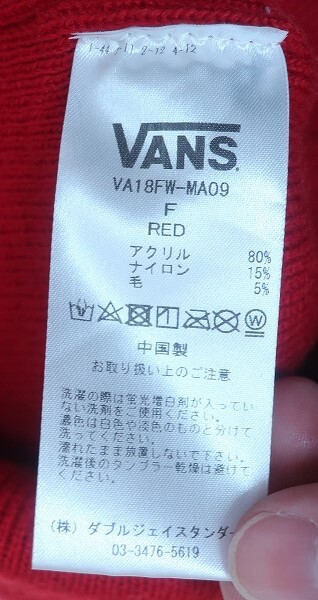 VANS
VA18FW-MA09
F
RED
アクリル 80%
ナイロン 15%
毛 5%
中国製
お取り扱い上のご注意
洗濯の際は蛍光増白剤が入ってい
ない洗剤をご使用ください。
濃色は白色や淡色のものと分けて
洗ってください。
濡れたまま放置しないで下さい。
洗濯後のタンブラー乾燥は避けて
ください。
(株)ダブルジェイスタンダー
03-3476-5619